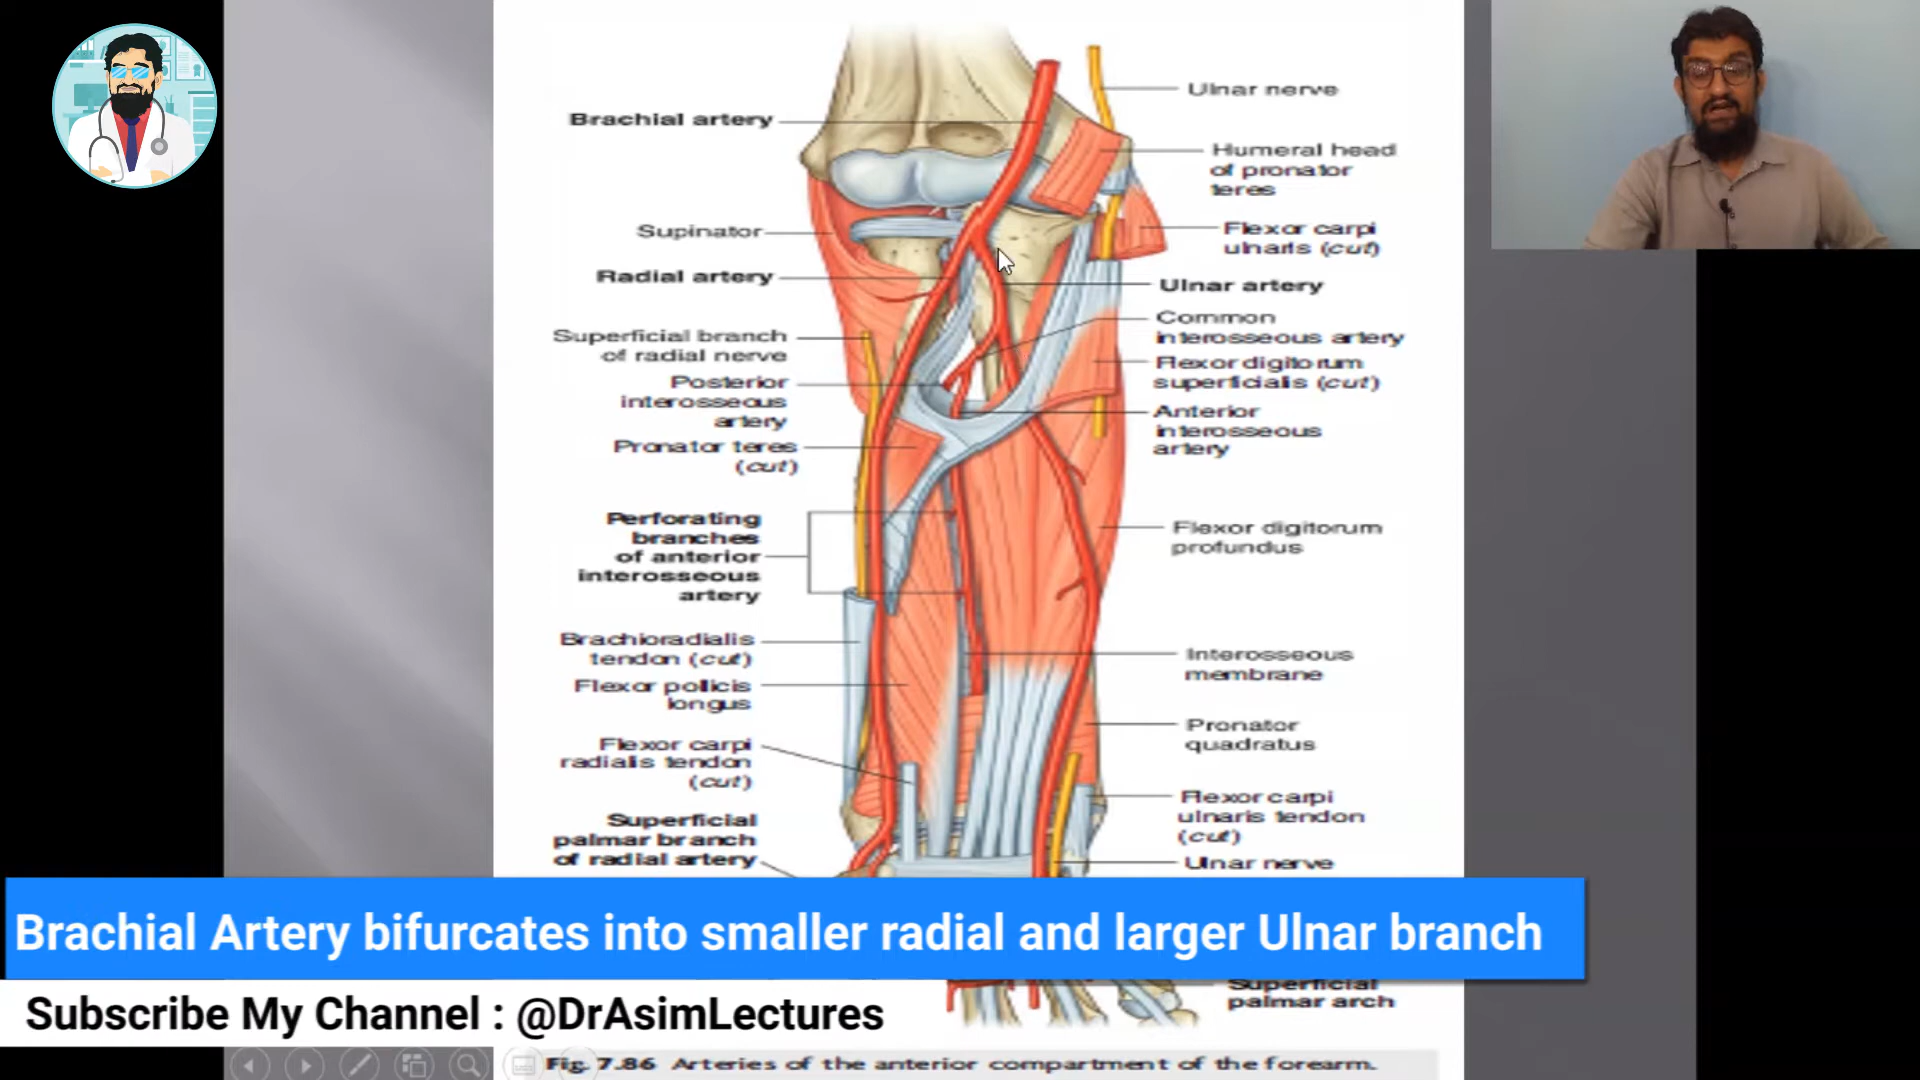 Brachial artery
Supinator
Radial artery
Superficial branch
of radial nerve
Posterior
interosseous
artery
Pronator teres
(cut)
Perforating
branches
of anterior
interosseous
artery
Brachioradialis
tendon (cut)
Flexor pollicis
longus
Flexor carpi
radialis tendon
(cut)
Superficial
palmar branch
of radial artery
Ulnar nerve
Humeral head
of pronator
teres
Flexor carpi
ulnaris (cut)
Ulnar artery
Common
interosseous artery
Flexor digitorum
superficialis (cut)
Anterior
interosseous
artery
Flexor digitorum
profundus
Interosseous
membrane
Pronator
quadratus
Flexor carpi
ulnaris tendon
(cut)
Ulnar nerve
Brachial Artery bifurcates into smaller radial and larger Ulnar branch
Superficial
palmar arch
Subscribe My Channel : @DrAsimLectures
Fig. 7.86 Arteries of the anterior compartment of the forearm.